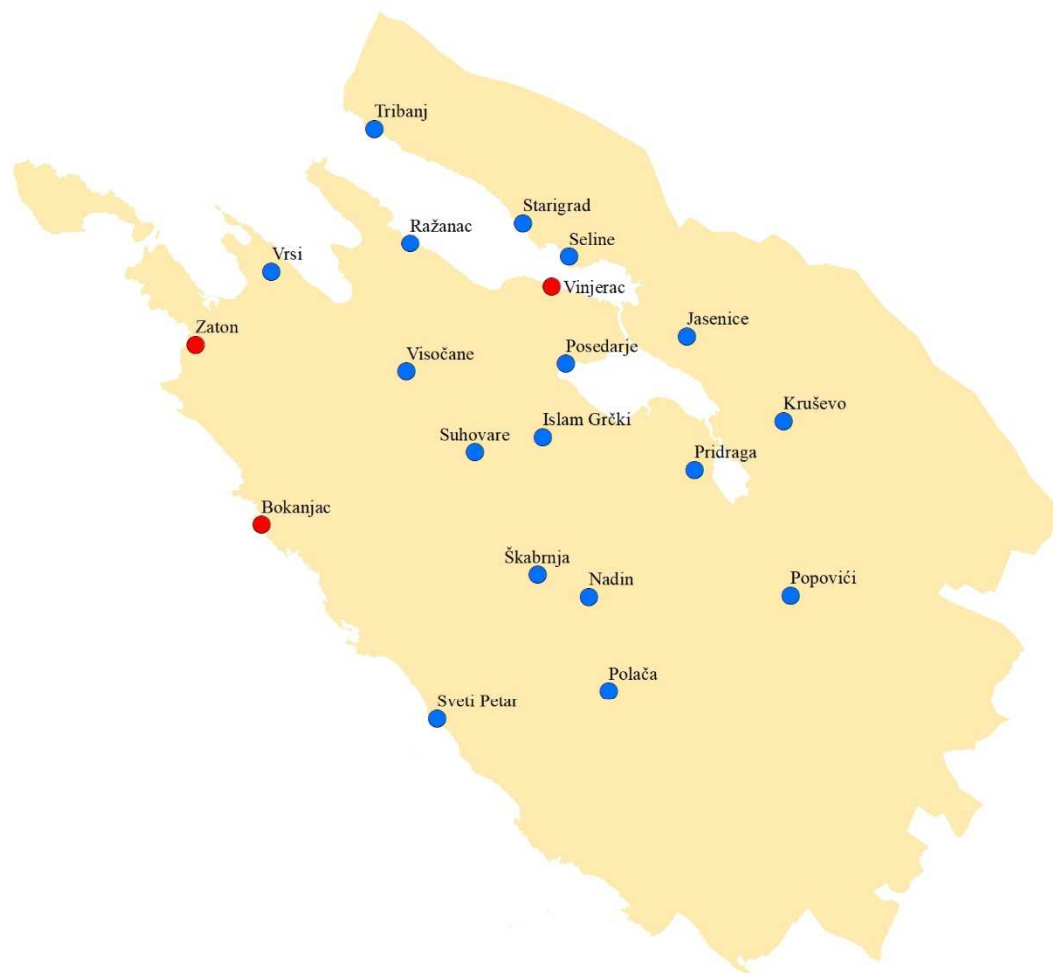 Tribanj
Starigrad
Ražanac
Seline
Vrsi
Vinjerac
Zaton
Jasenice
Visočane
Posedarje
Kruševo
Islam Grčki
Suhovare
Pridraga
Bokanjac
Škabrnja
Nadin
Popovići
Polača
Sveti Petar